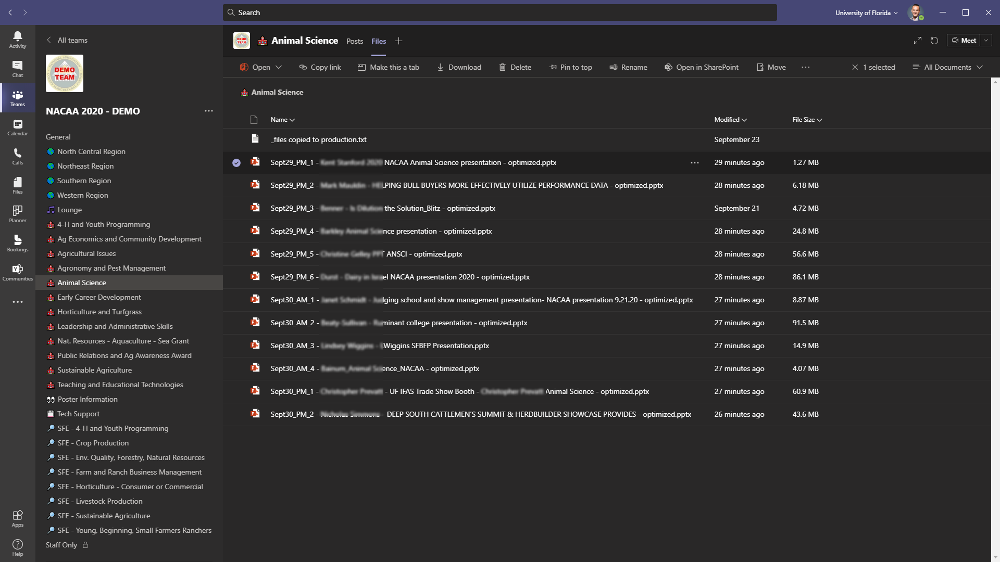 Search
University of Florida
Activity
Chat
Teams
Calendar
Calls
Files
Planner
Bookings
Communities
Apps
Help
All teams
DEMO
TEAM
NACAA 2020 - DEMO
General
North Central Region
Northeast Region
Southern Region
Western Region
Lounge
4-H and Youth Programming
Ag Economics and Community Development
Agricultural Issues
Agronomy and Pest Management
Animal Science
Early Career Development
Horticulture and Turfgrass
Leadership and Administrative Skills
Nat. Resources - Aquaculture - Sea Grant
Public Relations and Ag Awareness Award
Sustainable Agriculture
Teaching and Educational Technologies
Poster Information
Tech Support
SFE - 4-H and Youth Programming
SFE - Crop Production
SFE - Env. Quality, Forestry, Natural Resources
SFE - Farm and Ranch Business Management
SFE - Horticulture - Consumer or Commercial
SFE - Livestock Production
SFE - Sustainable Agriculture
SFE - Young, Beginning, Small Farmers Ranchers
Staff Only
DEMO
TEAM
Animal Science Posts Files
Meet
Open Copy link Make this a tab Download Delete Pin to top Rename Open in SharePoint Move 1 selected All Documents
Animal Science
Name Modified File Size
_files copied to production.txt September 23
Sept29_PM_1 - NACAA Animal Science presentation - optimized.pptx 29 minutes ago 1.27 MB
Sept29_PM_2 - PING BULL BUYERS MORE EFFECTIVELY UTILIZE PERFORMANCE DATA - optimized.pptx 28 minutes ago 6.18 MB
Sept29_PM_3 - the Solution_Blitz - optimized.pptx September 21 4.72 MB
Sept29_PM_4 - nce presentation - optimized.pptx 28 minutes ago 24.8 MB
Sept29_PM_5 - ANSCI - optimized.pptx 28 minutes ago 56.6 MB
Sept29_PM_6 - el NACAA presentation 2020 - optimized.pptx 28 minutes ago 86.1 MB
Sept30_AM_1 - ging school and show management presentation- NACAA presentation 9.21.20 - optimized.pptx 27 minutes ago 8.87 MB
Sept30_AM_2 - minant college presentation - optimized.pptx 27 minutes ago 91.5 MB
Sept30_AM_3 - Wiggins SFBFP Presentation.pptx 27 minutes ago 14.9 MB
Sept30_AM_4 - ence_NACAA - optimized.pptx 27 minutes ago 4.07 MB
Sept30_PM_1 - - UF IFAS Trade Show Booth - Animal Science - optimized.pptx 27 minutes ago 60.9 MB
Sept30_PM_2 - - DEEP SOUTH CATTLEMEN'S SUMMIT & HERDBUILDER SHOWCASE PROVIDES - optimized.pptx 26 minutes ago 43.6 MB